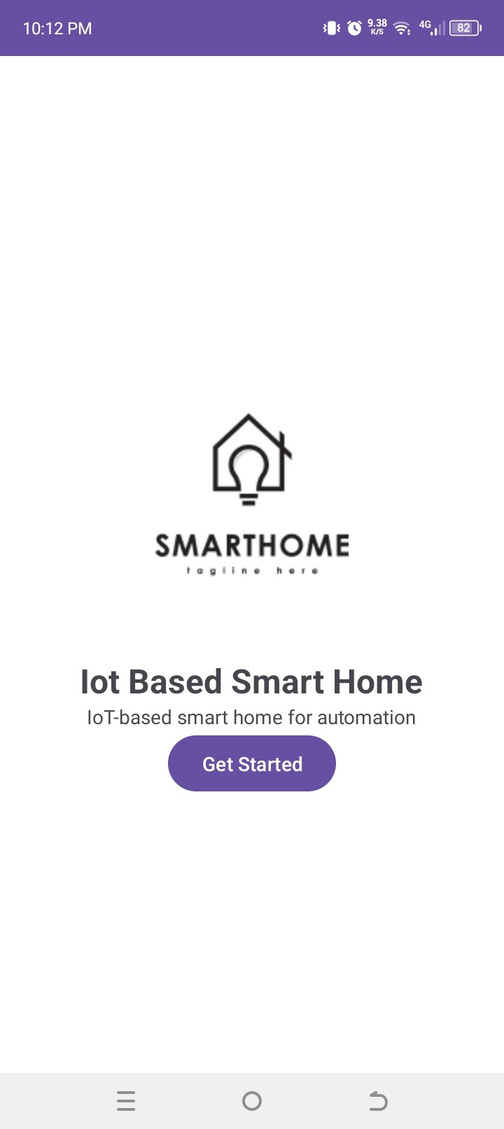 10:12 PM
9.38
K/S
4G
82
SMARTHOME
tagline here
Iot Based Smart Home
IoT-based smart home for automation
Get Started